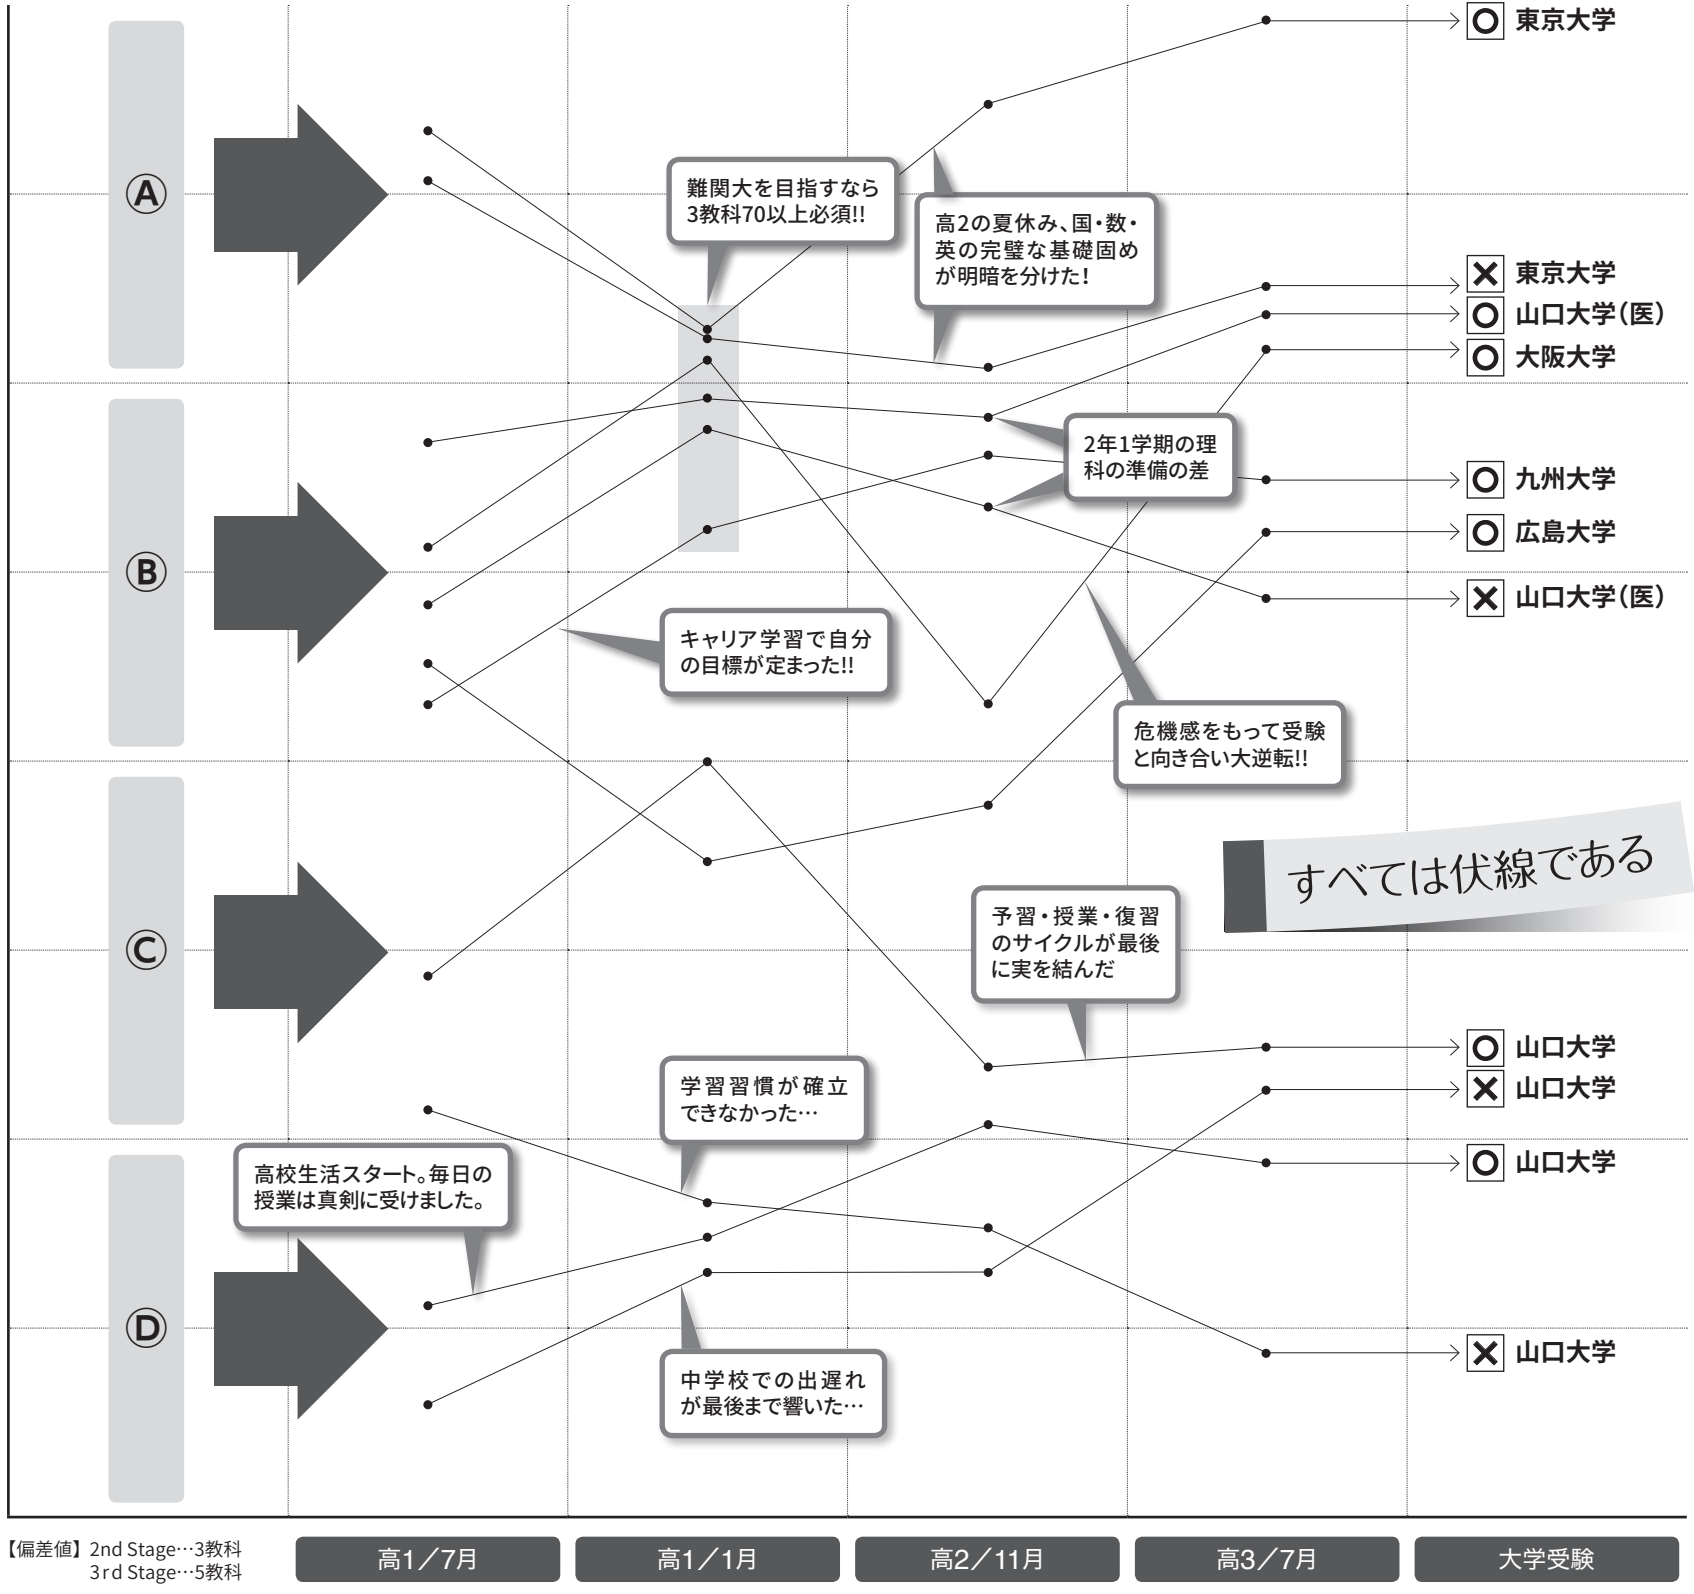 東京大学
Ⓐ
難関大を目指すなら
3教科70以上必須!!
高2の夏休み、国・数・
英の完璧な基礎固め
が明暗を分けた!
東京大学
山口大学(医)
大阪大学
2年1学期の理
科の準備の差
九州大学
広島大学
Ⓑ
山口大学(医)
キャリア学習で自分
の目標が定まった!!
危機感をもって受験
と向き合い大逆転!!
すべては伏線である
Ⓒ
予習・授業・復習
のサイクルが最後
に実を結んだ
山口大学
山口大学
学習習慣が確立
できなかった…
高校生活スタート。毎日の
授業は真剣に受けました。
山口大学
Ⓓ
中学校での出遅れ
が最後まで響いた…
山口大学
【偏差値】 2nd Stage…3教科
3rd Stage…5教科
高1/7月
高1/1月
高2/11月
高3/7月
大学受験